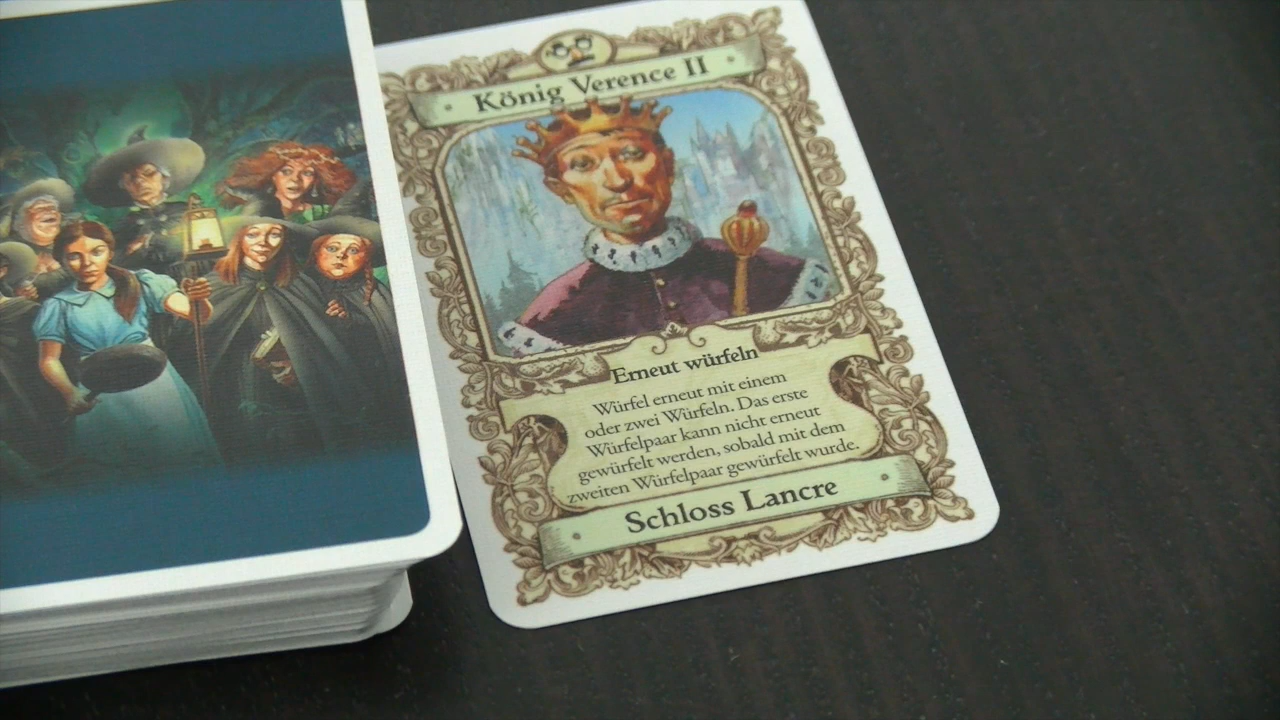 König Verence II
Erneut würfeln
Würfel erneut mit einem
oder zwei Würfeln. Das erste
Würfelpaar kann nicht erneut
gewürfelt werden, sobald mit dem
zweiten Würfelpaar gewürfelt wurde.
Schloss Lancre